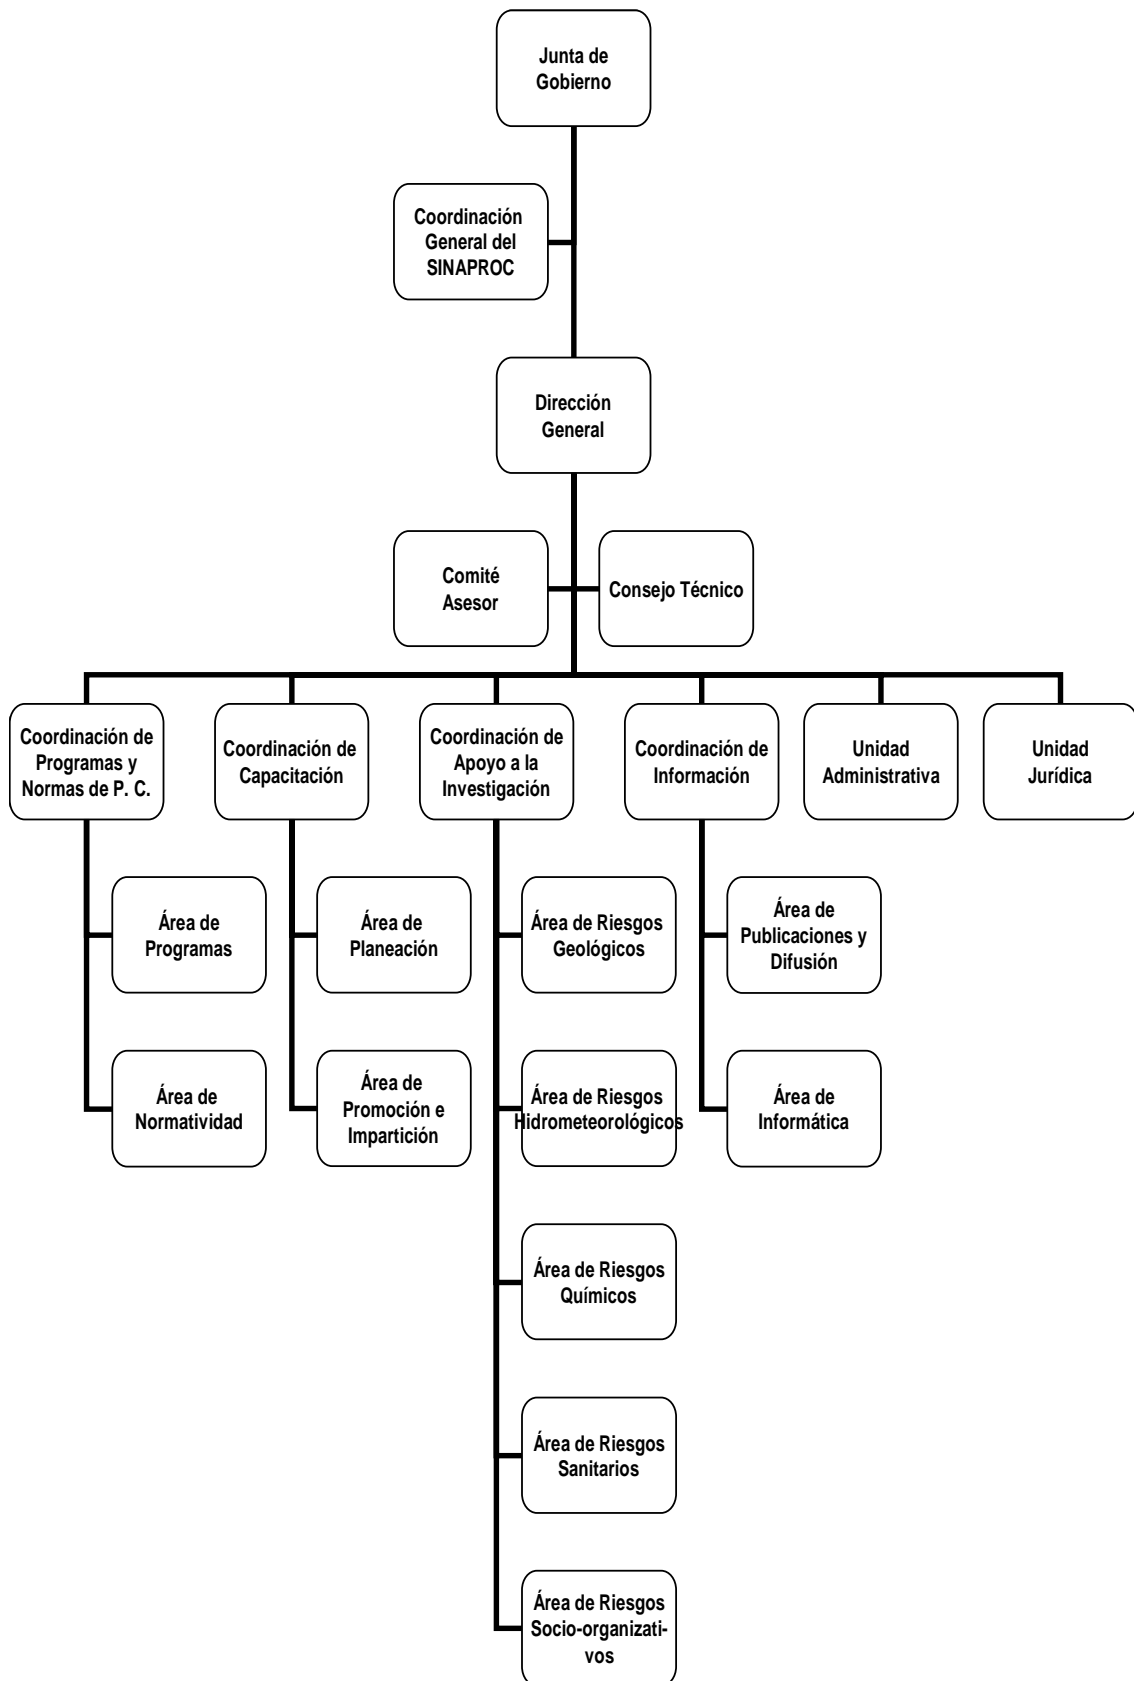 Junta de
Gobierno
Coordinación
General del
SINAPROC
Dirección
General
Comité
Asesor
Consejo Técnico
Coordinación de
Programas y
Normas de P. C.
Coordinación de
Capacitación
Coordinación de
Apoyo a la
Investigación
Coordinación de
Información
Unidad
Administrativa
Unidad
Jurídica
Área de
Programas
Área de
Planeación
Área de Riesgos
Geológicos
Área de
Publicaciones y
Difusión
Área de
Normatividad
Área de
Promoción e
Impartición
Área de Riesgos
Hidrometeorológicos
Área de
Informática
Área de Riesgos
Químicos
Área de Riesgos
Sanitarios
Área de Riesgos
Socio-organizati-
vos